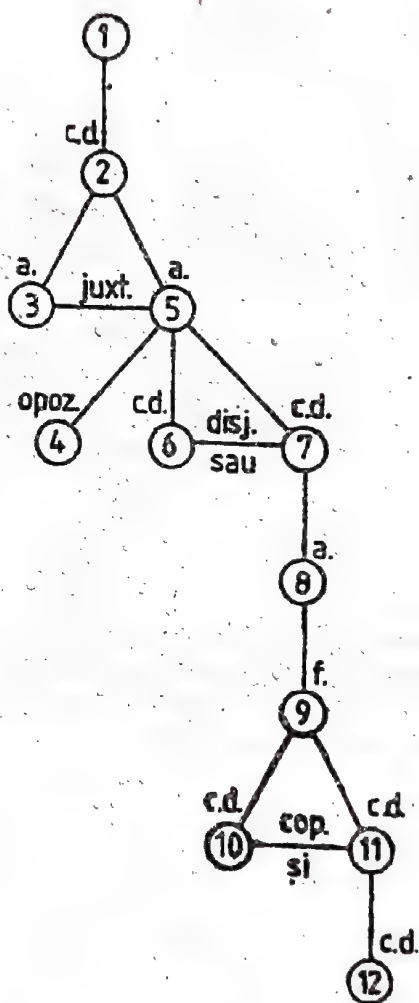 1
c.d.
2
a. juxt. a.
3 5
opoz. c.d. disj. c.d.
4 6 sau 7
a.
8
f.
9
c.d. cop. c.d.
10 și 11
c.d.
12